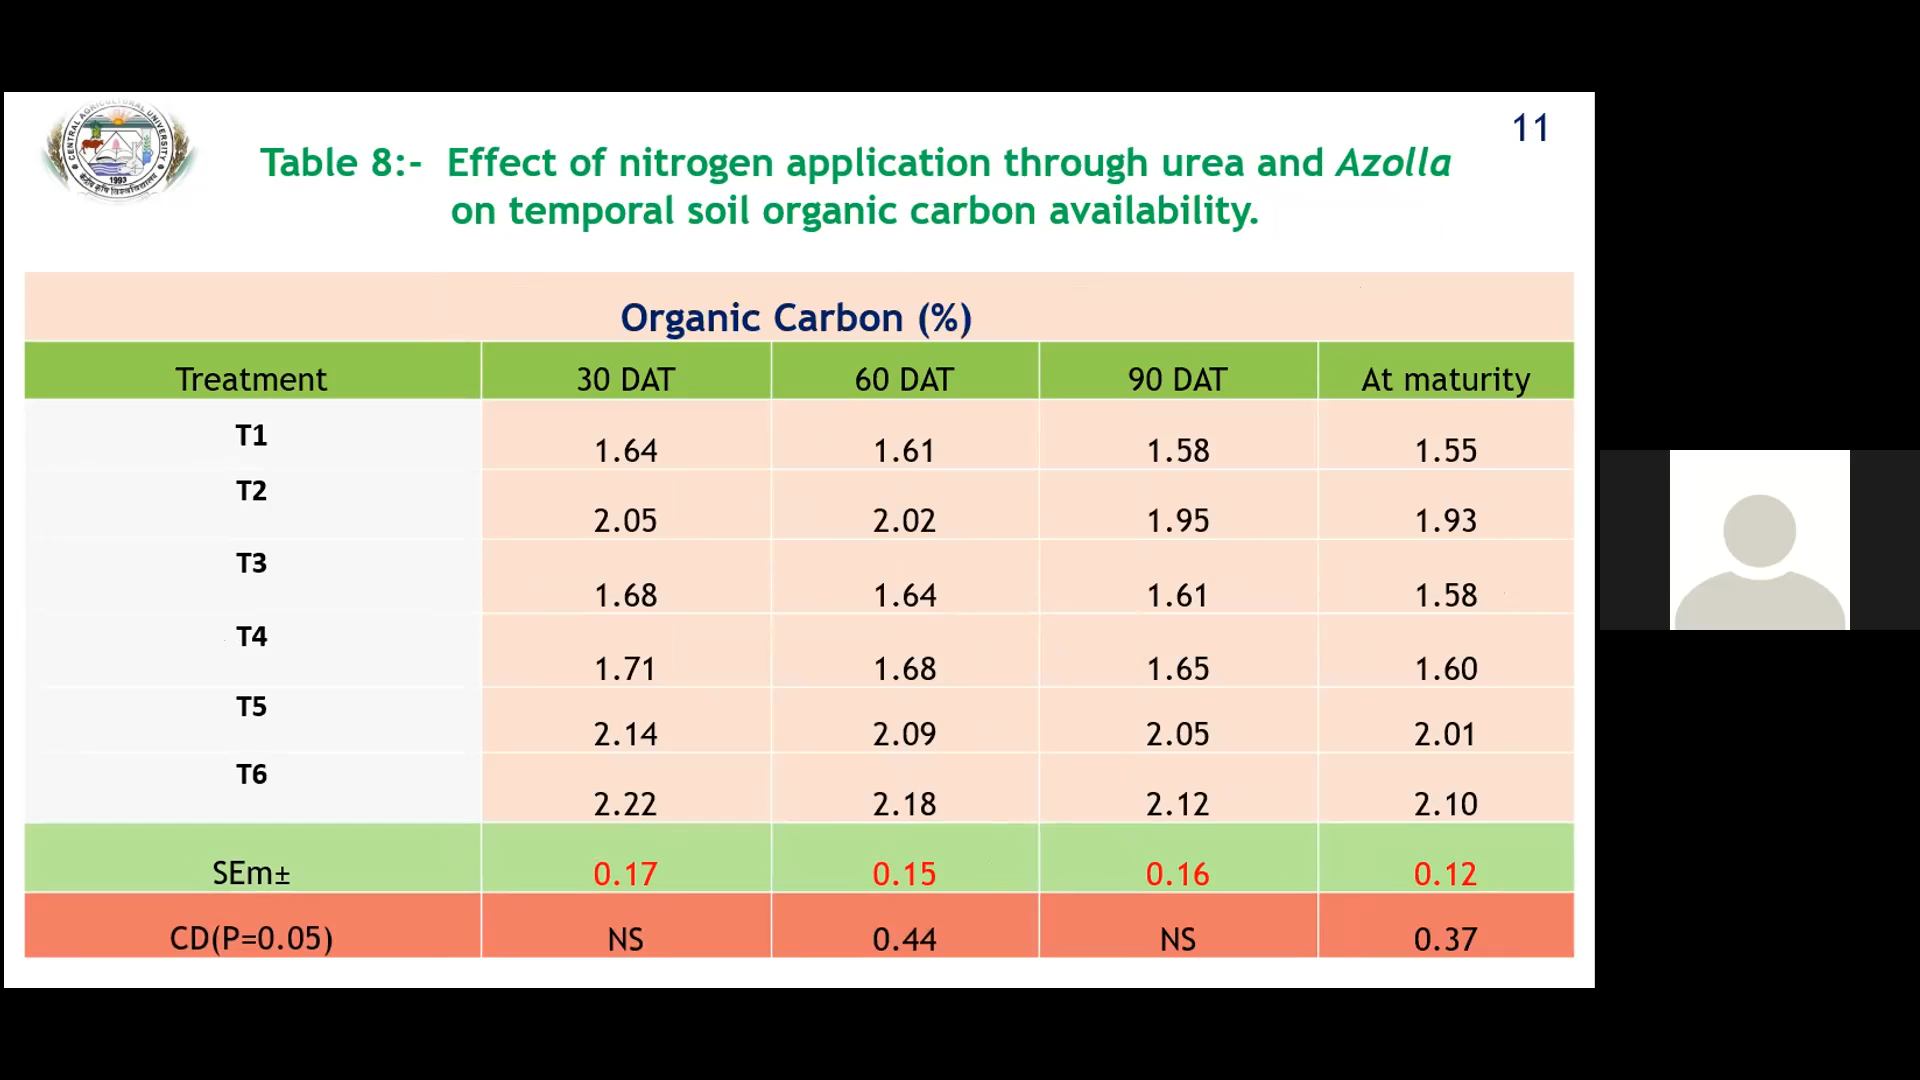 CENTRAL AGRICULTURAL UNIVERSITY
1993
11
Table 8:- Effect of nitrogen application through urea and Azolla
on temporal soil organic carbon availability.
Organic Carbon (%)
Treatment 30 DAT 60 DAT 90 DAT At maturity
T1 1.64 1.61 1.58 1.55
T2 2.05 2.02 1.95 1.93
T3 1.68 1.64 1.61 1.58
T4 1.71 1.68 1.65 1.60
T5 2.14 2.09 2.05 2.01
T6 2.22 2.18 2.12 2.10
SEm± 0.17 0.15 0.16 0.12
CD(P=0.05) NS 0.44 NS 0.37